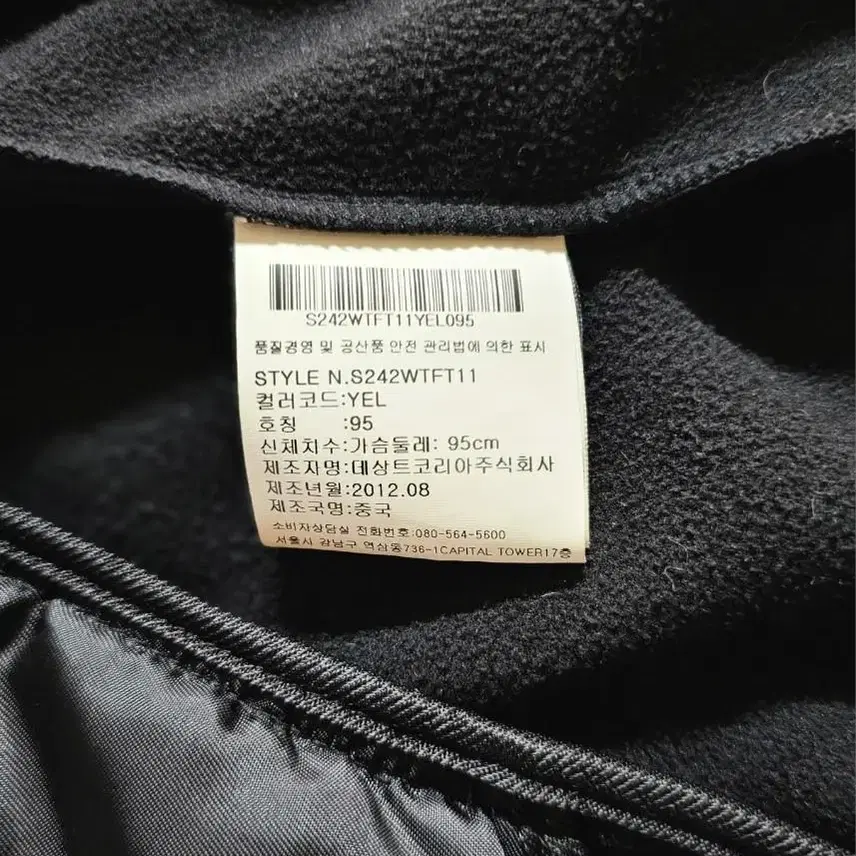 S242WTFT11YEL095
품질경영 및 공산품 안전 관리법에 의한 표시
STYLE N.S242WTFT11
컬러코드:YEL
호칭 :95
신체치수:가슴둘레: 95cm
제조자명:데상트코리아주식회사
제조년월:2012.08
제조국명:중국
소비자상담실 전화번호:080-564-5600
서울시 강남구 역삼동736-1CAPITAL TOWER17층